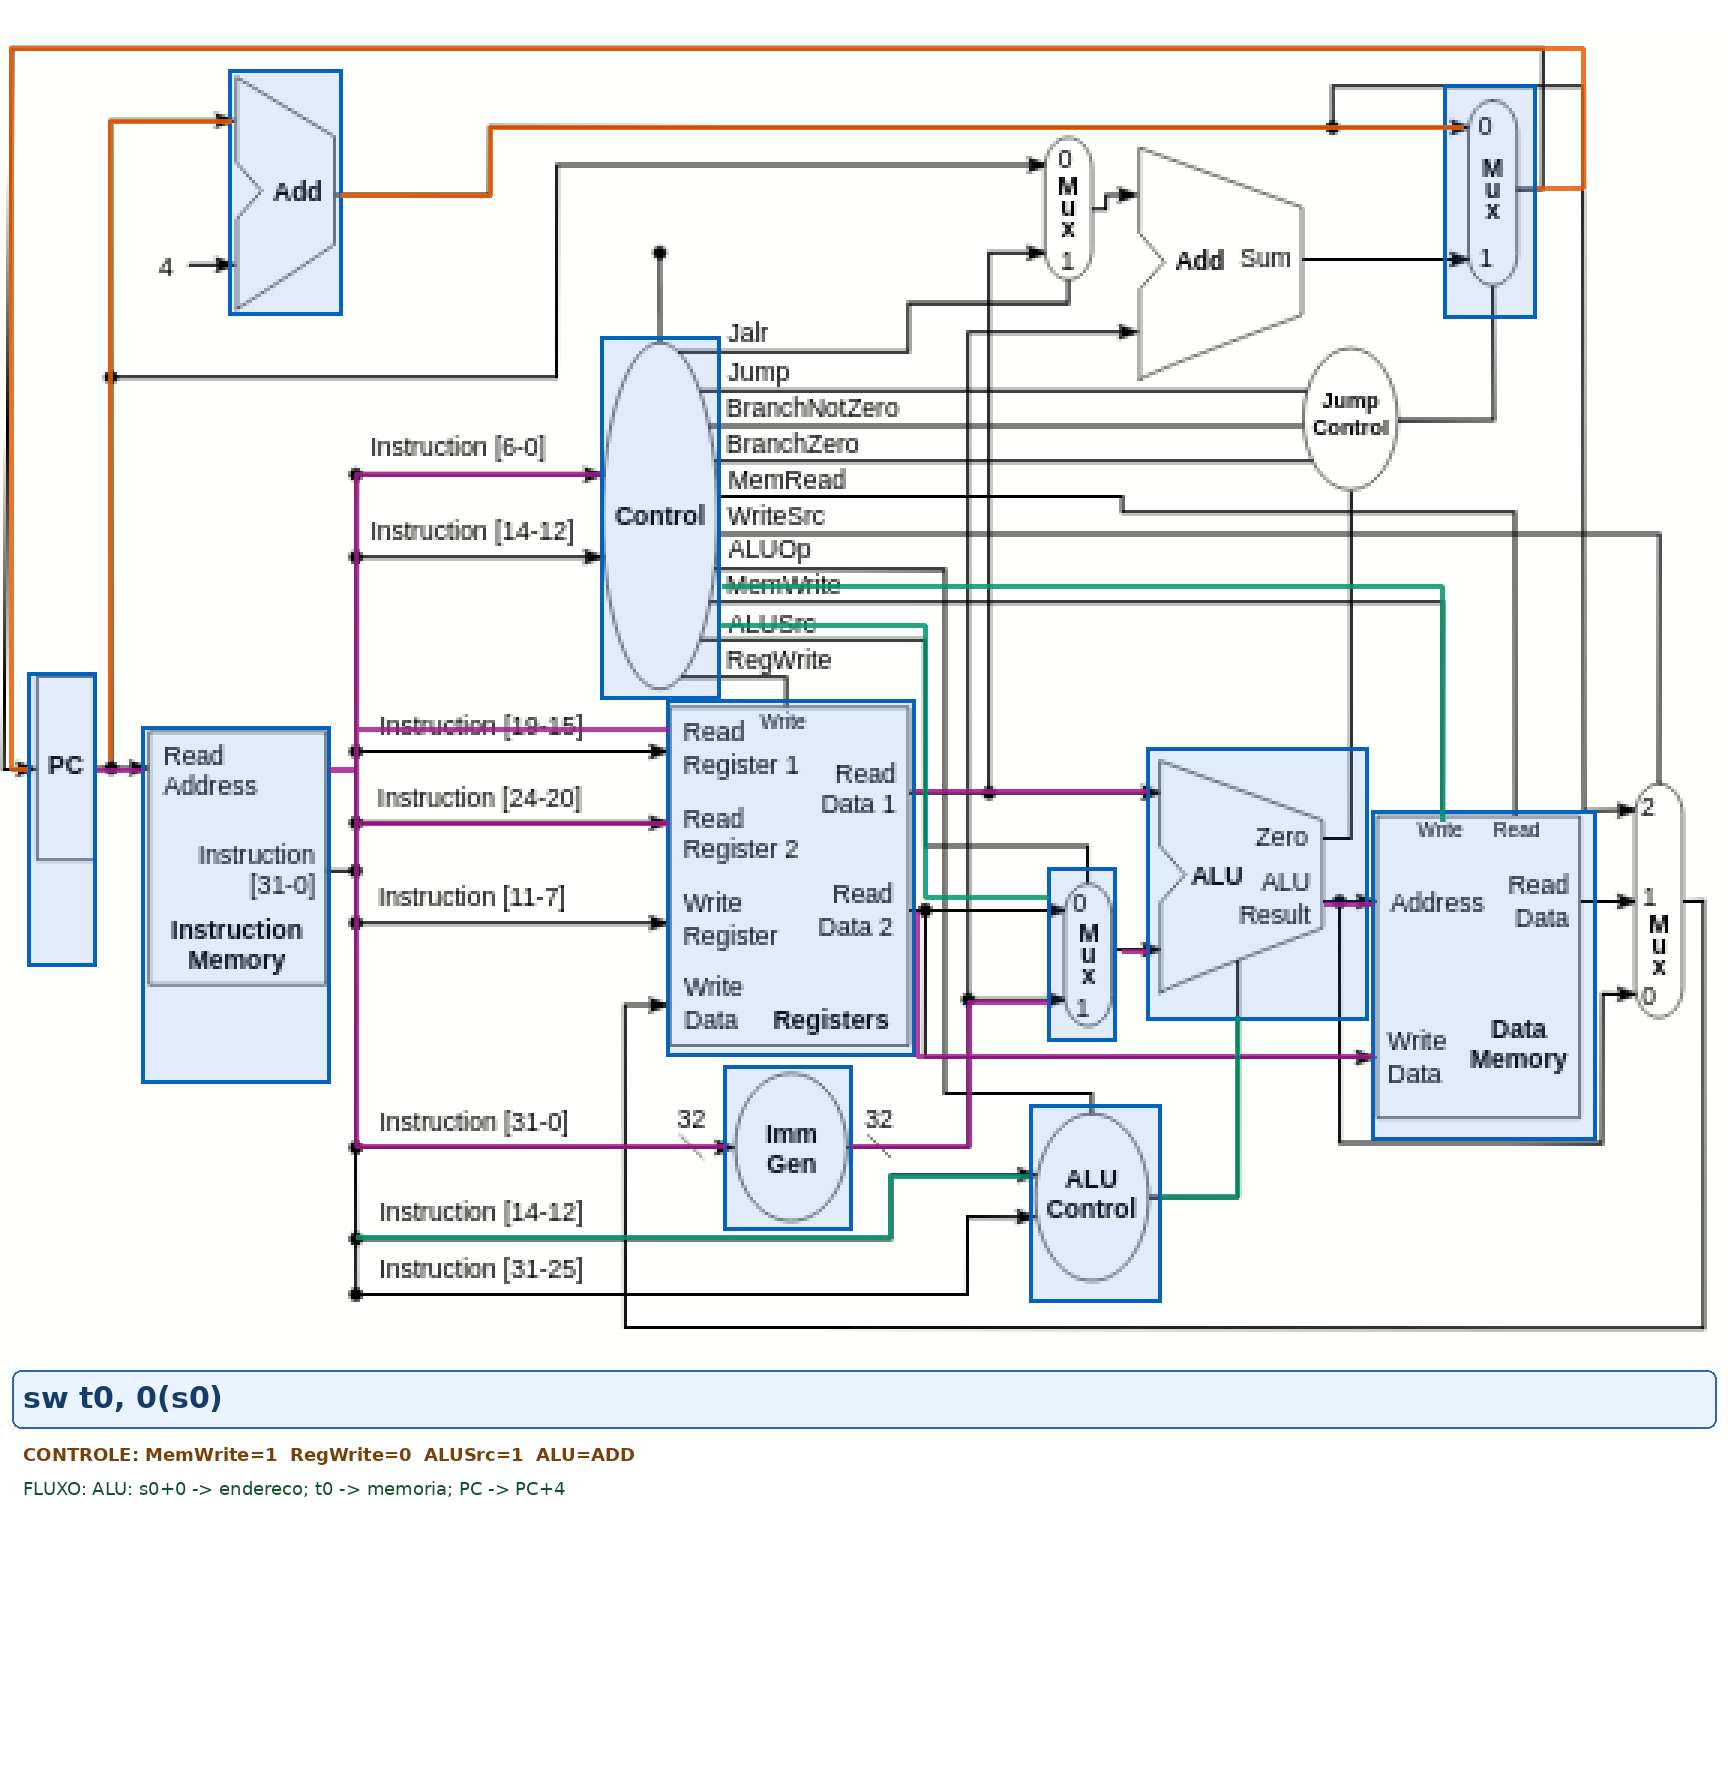 Add
4
0
M
u
x
1
0
M
u
x
1
Add Sum
Jalr
Jump
BranchNotZero
BranchZero
MemRead
WriteSrc
ALUOp
MemWrite
ALUSrc
RegWrite
Jump
Control
Instruction [6-0]
Instruction [14-12]
Control
PC
Read
Address
Instruction
[31-0]
Instruction
Memory
Instruction [19-15]
Instruction [24-20]
Instruction [11-7]
Write
Read
Register 1
Read
Data 1
Read
Register 2
Write
Register
Read
Data 2
Write
Data
Registers
0
M
u
x
1
Zero
ALU
ALU
Result
Write Read
Address
Read
Data
Write
Data
Data
Memory
2
1
M
u
x
0
Instruction [31-0]
32
Imm
Gen
32
ALU
Control
Instruction [14-12]
Instruction [31-25]
sw t0, 0(s0)
CONTROLE: MemWrite=1 RegWrite=0 ALUSrc=1 ALU=ADD
FLUXO: ALU: s0+0 -> endereco; t0 -> memoria; PC -> PC+4